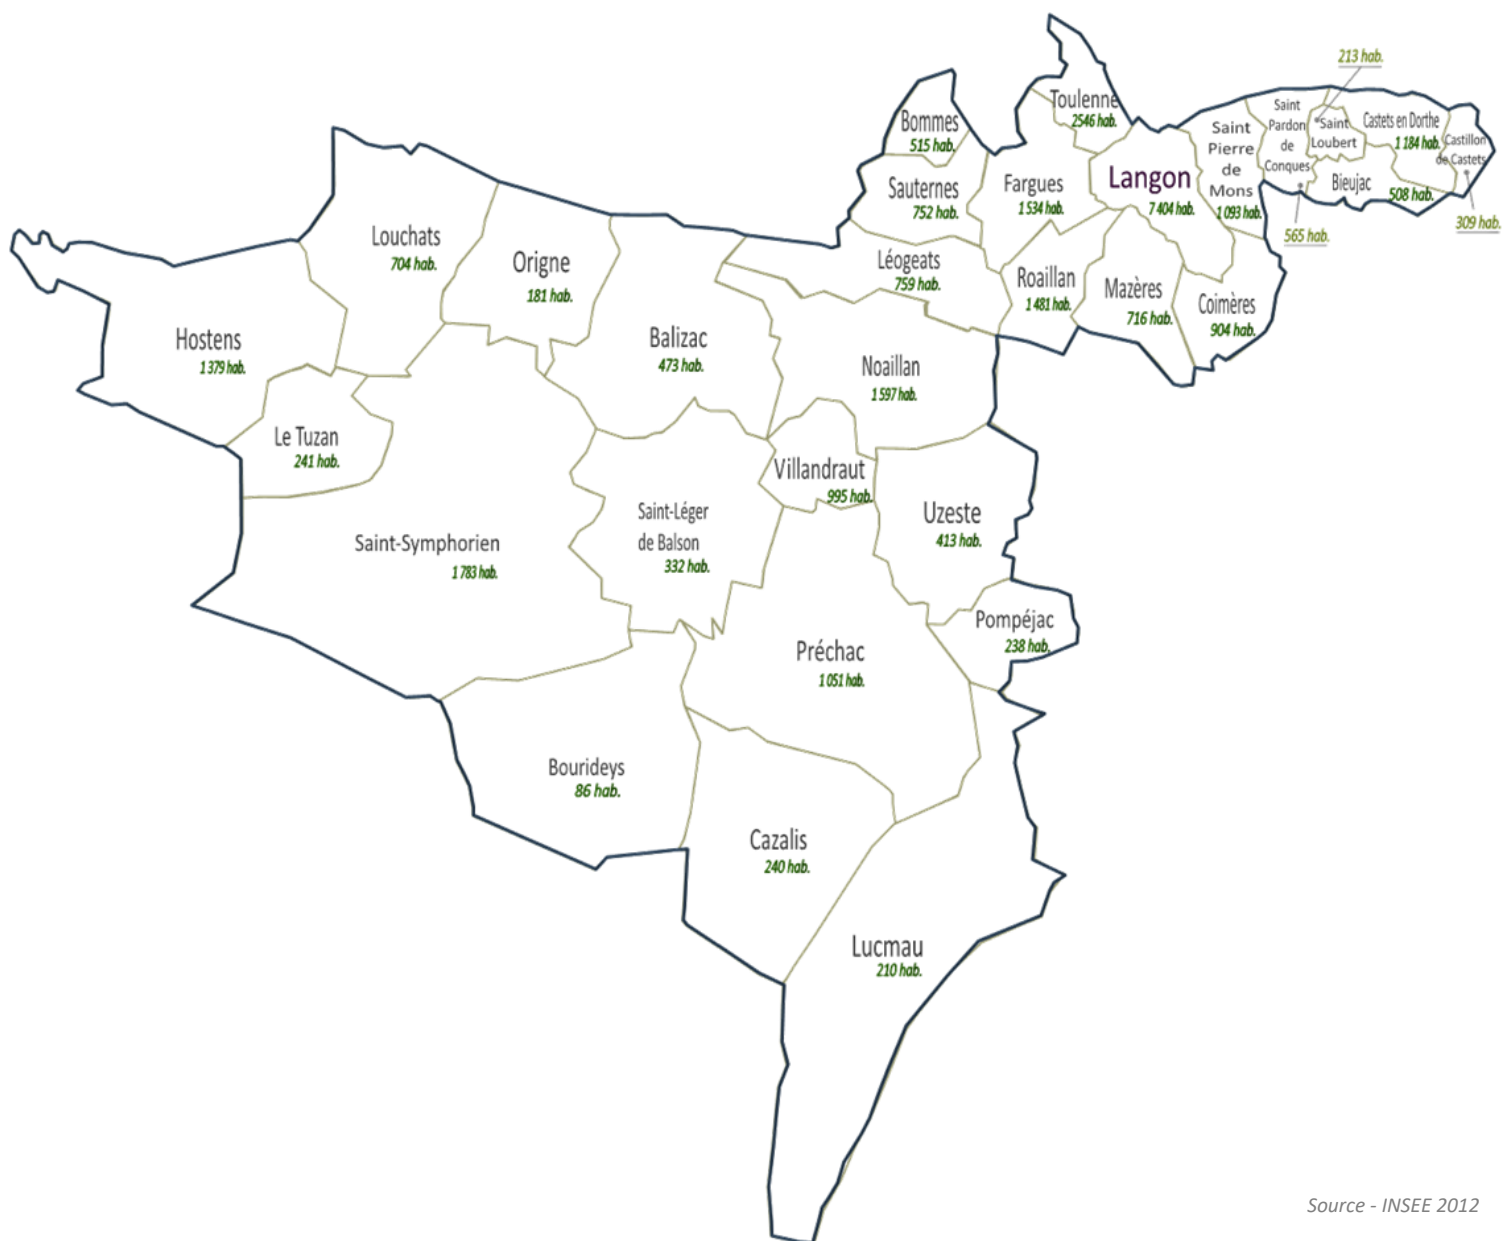 213 hab.
Toulenne
2546 hab.
Bommes
515 hab.
Saint
Pardon
de
Conques
Saint
Loubert
Castets en Dorthe
1 184 hab.
Castillon
de Castets
Saint
Pierre
de
Mons
1 093 hab.
Langon
7 404 hab.
Fargues
1 534 hab.
Sauternes
752 hab.
Bieujac
508 hab.
565 hab.
309 hab.
Louchats
704 hab.
Origne
181 hab.
Léogeats
759 hab.
Roaillan
1 481 hab.
Mazères
716 hab.
Coimères
904 hab.
Hostens
1 379 hab.
Balizac
473 hab.
Noaillan
1 597 hab.
Le Tuzan
241 hab.
Villandraut
995 hab.
Saint-Léger
de Balson
332 hab.
Uzeste
413 hab.
Saint-Symphorien
1 783 hab.
Pompéjac
238 hab.
Préchac
1 051 hab.
Bourideys
86 hab.
Cazalis
240 hab.
Lucmau
210 hab.
Source - INSEE 2012